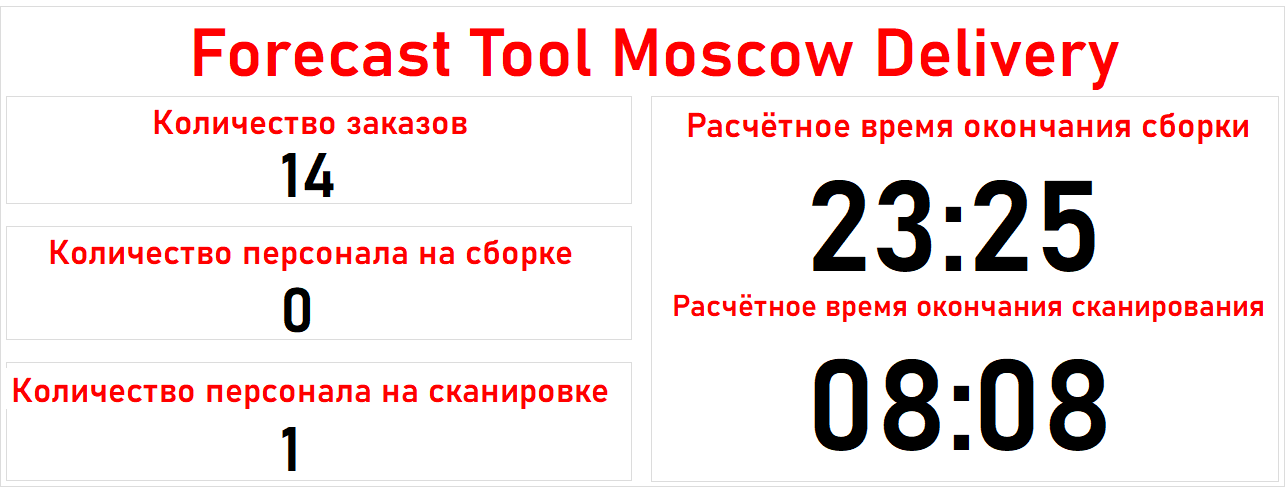 Forecast Tool Moscow Delivery
Количество заказов
14
Количество персонала на сборке
0
Количество персонала на сканировке
1
Расчётное время окончания сборки
23:25
Расчётное время окончания сканирования
08:08